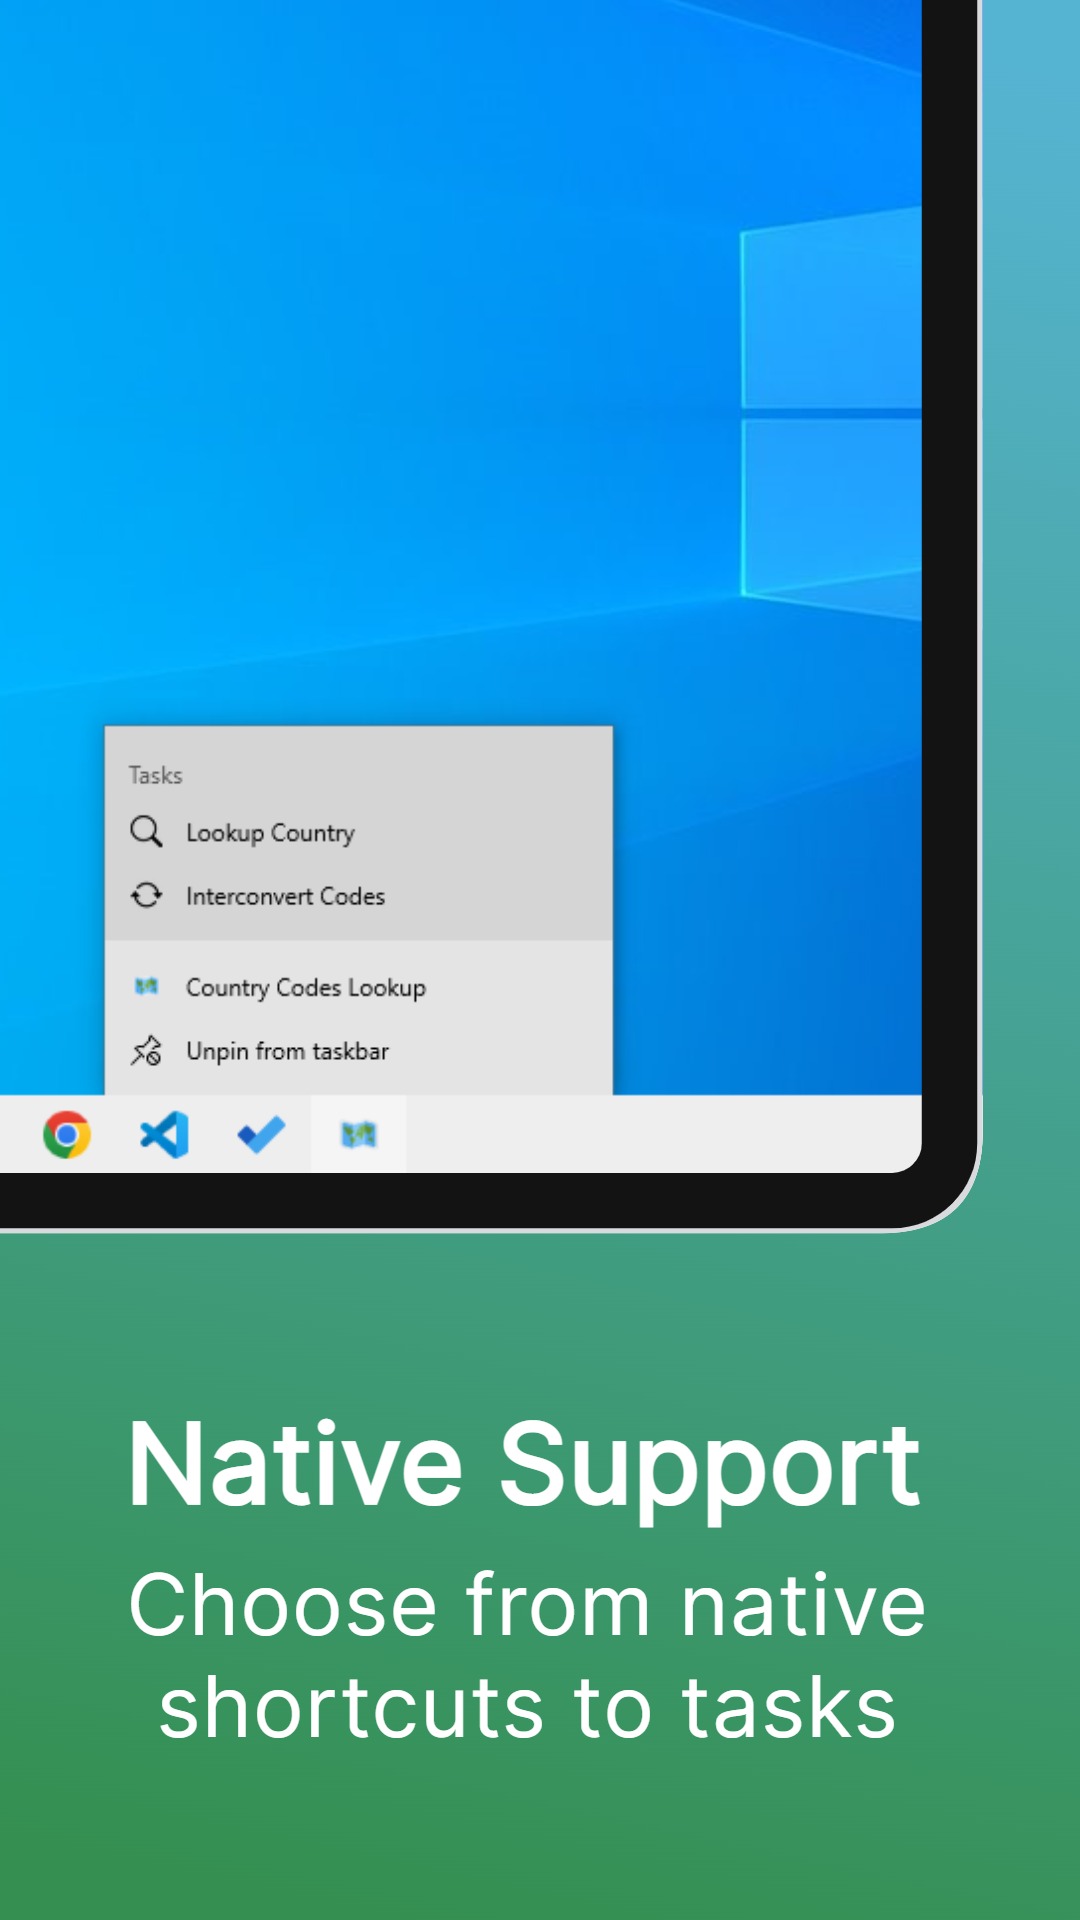 Tasks
Lookup Country
Interconvert Codes
Country Codes Lookup
Unpin from taskbar
Native Support
Choose from native
shortcuts to tasks